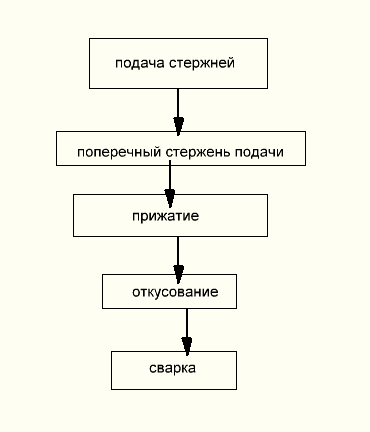 подача стержней
поперечный стержень подачи
прижатие
откусование
сварка